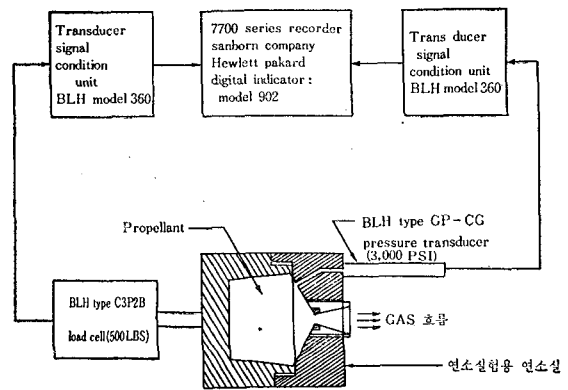 Transducer
signal
condition
unit
BLH model 360
7700 series recorder
sanborn company
Hewlett pakard
digital indicator :
model 902
Trans ducer
signal
condition unit
BLH model 360
Propellant
BLH type GP-CG
pressure transducer
(3,000 PSI)
BLH type C3P2B
load cell(500LBS)
GAS 흐름
연소실험용 연소실